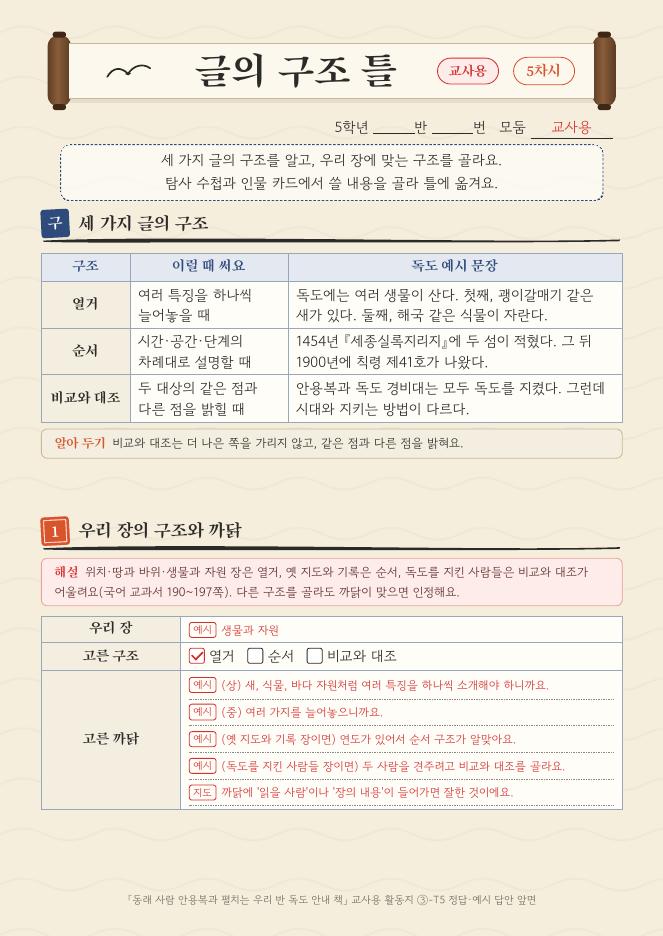 글의 구조 틀 교사용 5차시
5학년 ______반 ______번 모둠 교사용
세 가지 글의 구조를 알고, 우리 장에 맞는 구조를 골라요.
탐사 수첩과 인물 카드에서 쓸 내용을 골라 틀에 옮겨요.
구 세 가지 글의 구조
구조 이럴 때 써요 독도 예시 문장
열거 여러 특징을 하나씩 늘어놓을 때 독도에는 여러 생물이 산다. 첫째, 괭이갈매기 같은 새가 있다. 둘째, 해국 같은 식물이 자란다.
순서 시간·공간·단계의 차례대로 설명할 때 1454년 『세종실록지리지』에 두 섬이 적혔다. 그 뒤 1900년에 칙령 제41호가 나왔다.
비교와 대조 두 대상의 같은 점과 다른 점을 밝힐 때 안용복과 독도 경비대는 모두 독도를 지켰다. 그런데 시대와 지키는 방법이 다르다.
알아 두기 비교와 대조는 더 나은 쪽을 가리지 않고, 같은 점과 다른 점을 밝혀요.
1 우리 장의 구조와 까닭
해설 위치·땅과 바위·생물과 자원 장은 열거, 옛 지도와 기록은 순서, 독도를 지킨 사람들은 비교와 대조가
어울려요(국어 교과서 190~197쪽). 다른 구조를 골라도 까닭이 맞으면 인정해요.
우리 장 예시 생물과 자원
고른 구조 열거 순서 비교와 대조
고른 까닭
예시 (상) 새, 식물, 바다 자원처럼 여러 특징을 하나씩 소개해야 하니까요.
예시 (중) 여러 가지를 늘어놓으니까요.
예시 (옛 지도와 기록 장이면) 연도가 있어서 순서 구조가 알맞아요.
예시 (독도를 지킨 사람들 장이면) 두 사람을 견주려고 비교와 대조를 골라요.
지도 까닭에 '읽을 사람'이나 '장의 내용'이 들어가면 잘한 것이에요.
「동래 사람 안용복과 펼치는 우리 반 독도 안내 책」 교사용 활동지 ③-T5 정답·예시 답안 앞면